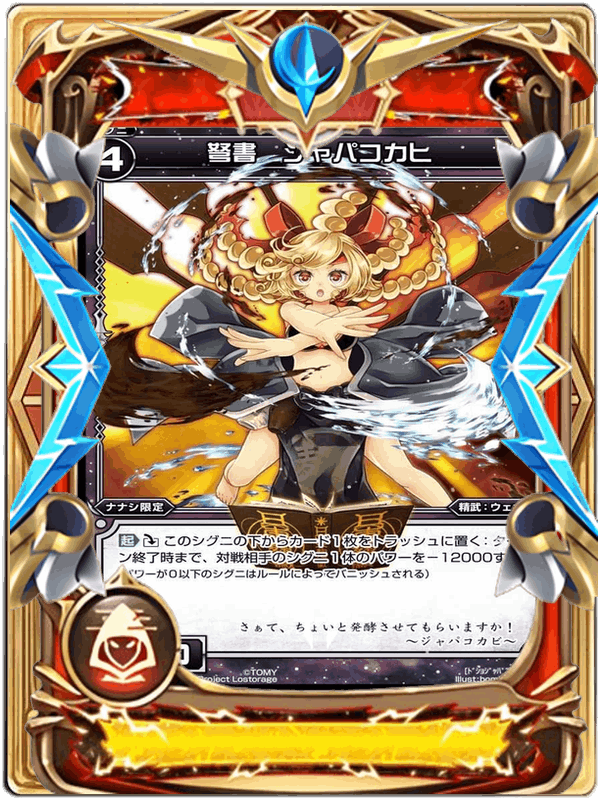 4
弩書　ジャパコカビ
ナナシ限定
精武：ウェ
起 このシグニの下からカード1枚をトラッシュに置く：ター
ン終了時まで、対戦相手のシグニ1体のパワーを－12000す
パワーが0以下のシグニはルールによってバニッシュされる）
さぁて、ちょいと発酵させてもらいますか！
～ジャパコカビ～
©TOMY
Project Lostorage
Illust: